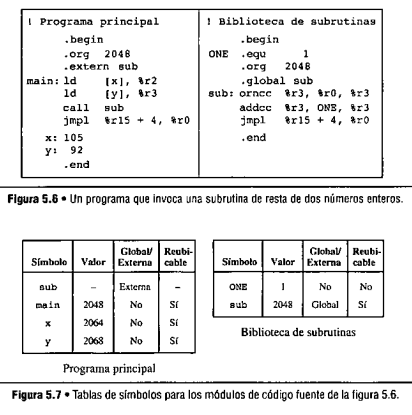 ! Programa principal
.begin
.org 2048
.extern sub
main: ld [x], %r2
ld [y], %r3
call sub
jmpl %r15 + 4, %r0
x: 105
y: 92
.end
! Biblioteca de subrutinas
.begin
ONE .equ 1
.org 2048
.global sub
sub: orncc %r3, %r0, %r3
addcc %r3, ONE, %r3
jmpl %r15 + 4, %r0
.end
Figura 5.6 • Un programa que invoca una subrutina de resta de dos números enteros.
Símbolo Valor Global/ Externa Reubi- cable
sub – Externa –
main 2048 No Sí
x 2064 No Sí
y 2068 No Sí
Programa principal
Símbolo Valor Global/ Externa Reubi- cable
ONE 1 No No
sub 2048 Global Sí
Biblioteca de subrutinas
Figura 5.7 • Tablas de símbolos para los módulos de código fuente de la figura 5.6.